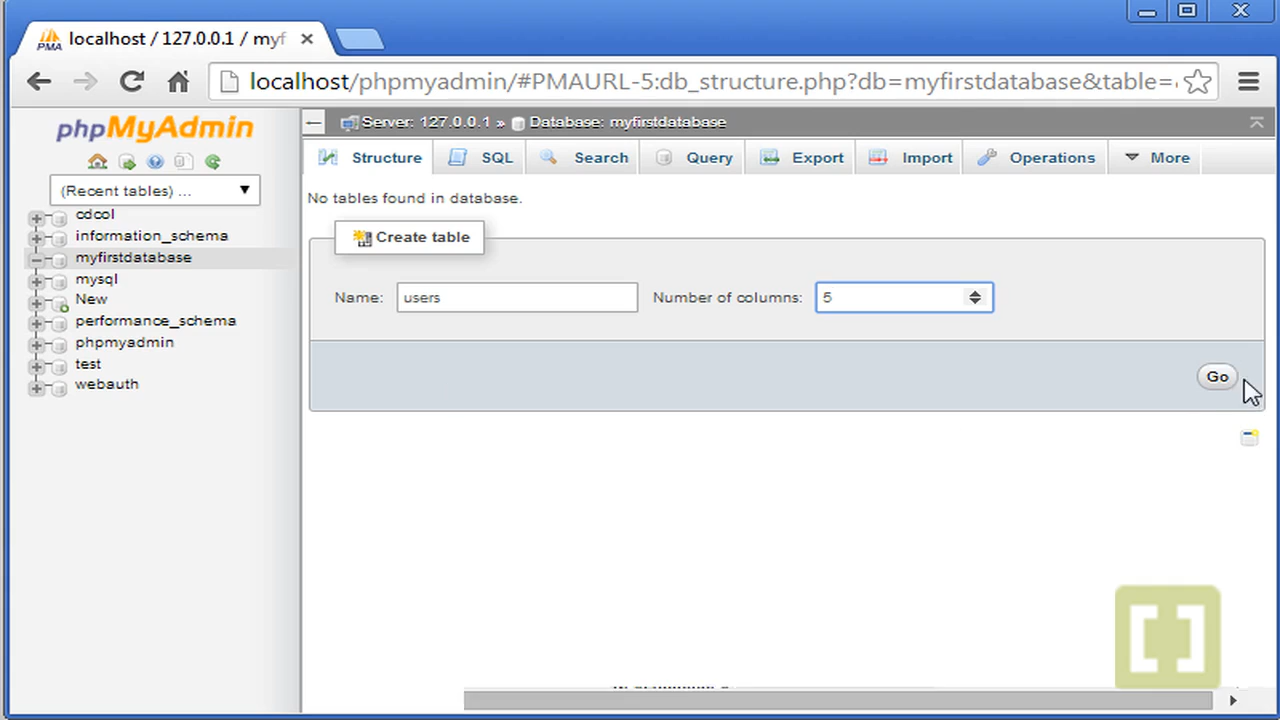 localhost / 127.0.0.1 / myf
localhost/phpmyadmin/#PMAURL-5:db_structure.php?db=myfirstdatabase&table=
phpMyAdmin
(Recent tables) ...
cdcol
information_schema
myfirstdatabase
mysql
New
performance_schema
phpmyadmin
test
webauth
Server: 127.0.0.1 » Database: myfirstdatabase
Structure SQL Search Query Export Import Operations More
No tables found in database.
Create table
Name: users Number of columns: 5
Go